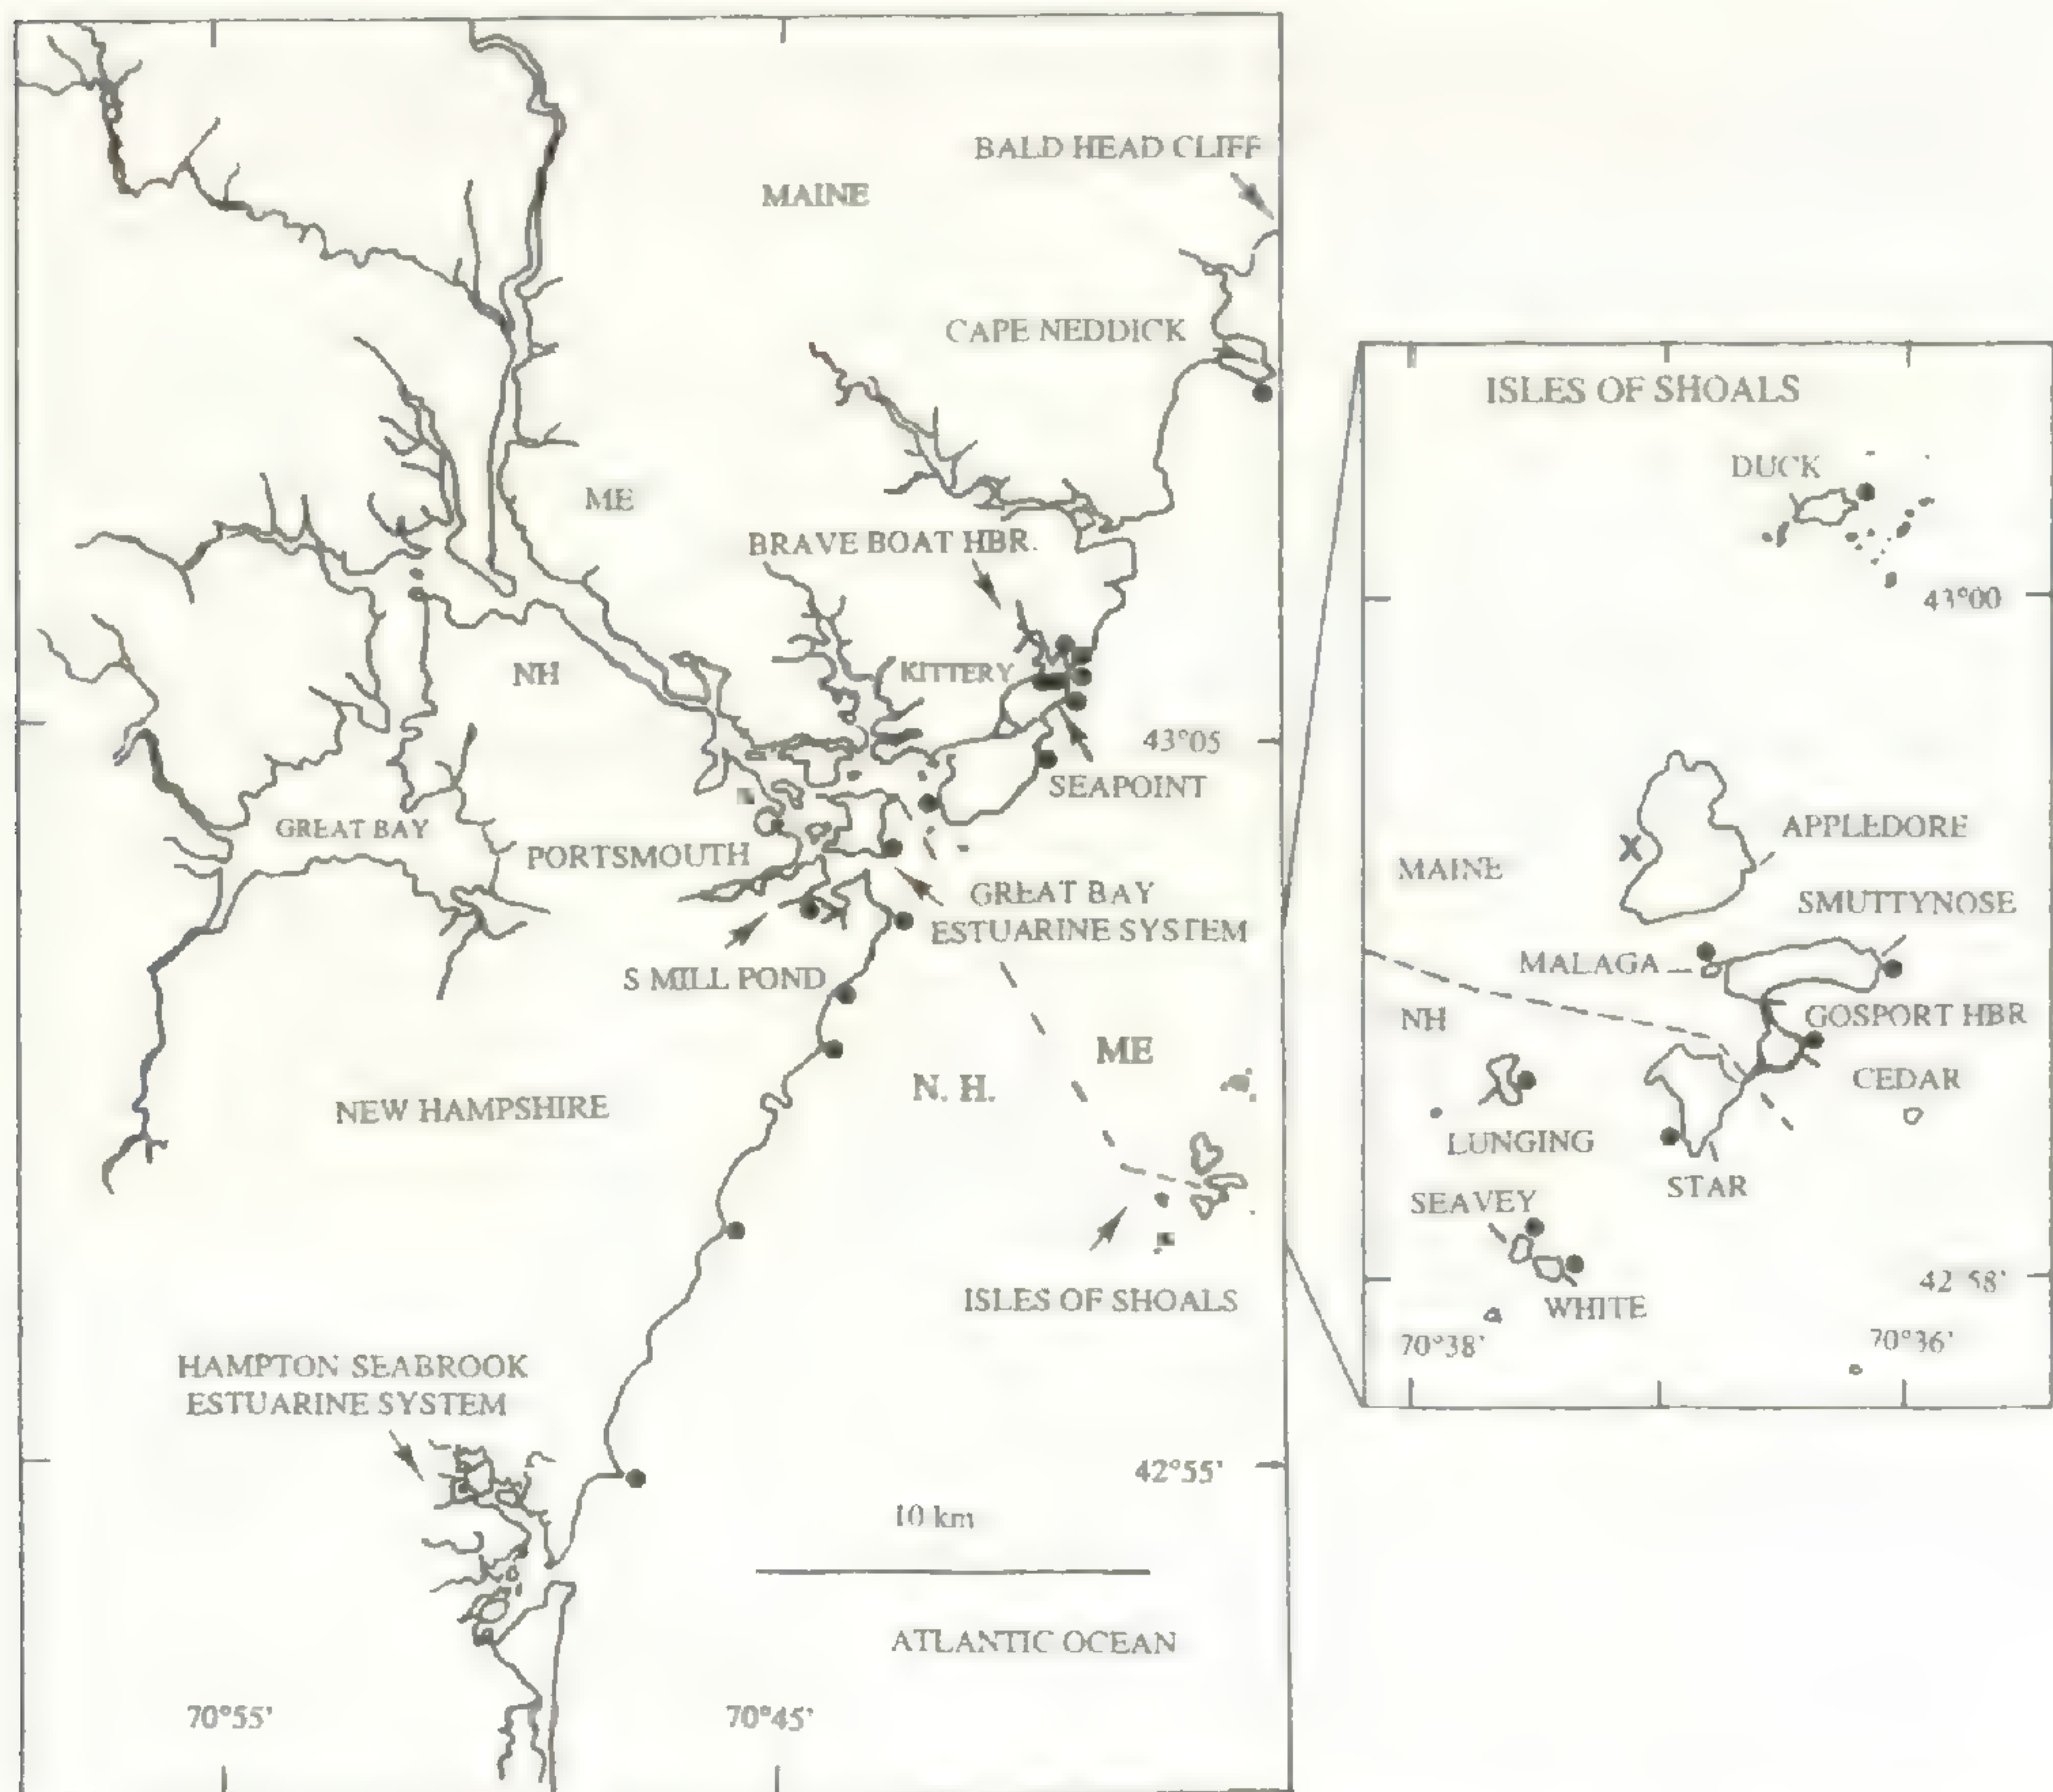 BALD HEAD CLIFF
MAINE
CAPE NEDDICK
ME
BRAVE BOAT HBR.
NH
KITTERY
43°05
SEAPOINT
GREAT BAY
PORTSMOUTH
GREAT BAY
ESTUARINE SYSTEM
S MILL POND
ME
N. H.
NEW HAMPSHIRE
ISLES OF SHOALS
HAMPTON SEABROOK
ESTUARINE SYSTEM
42°55'
10 km
ATLANTIC OCEAN
70°55'
70°45'
ISLES OF SHOALS
DUCK
43°00
X
APPLEDORE
MAINE
SMUTTYNOSE
MALAGA
NH
GOSPORT HBR
CEDAR
LUNGING
STAR
SEAVEY
42 58'
WHITE
70°38'
70°36'